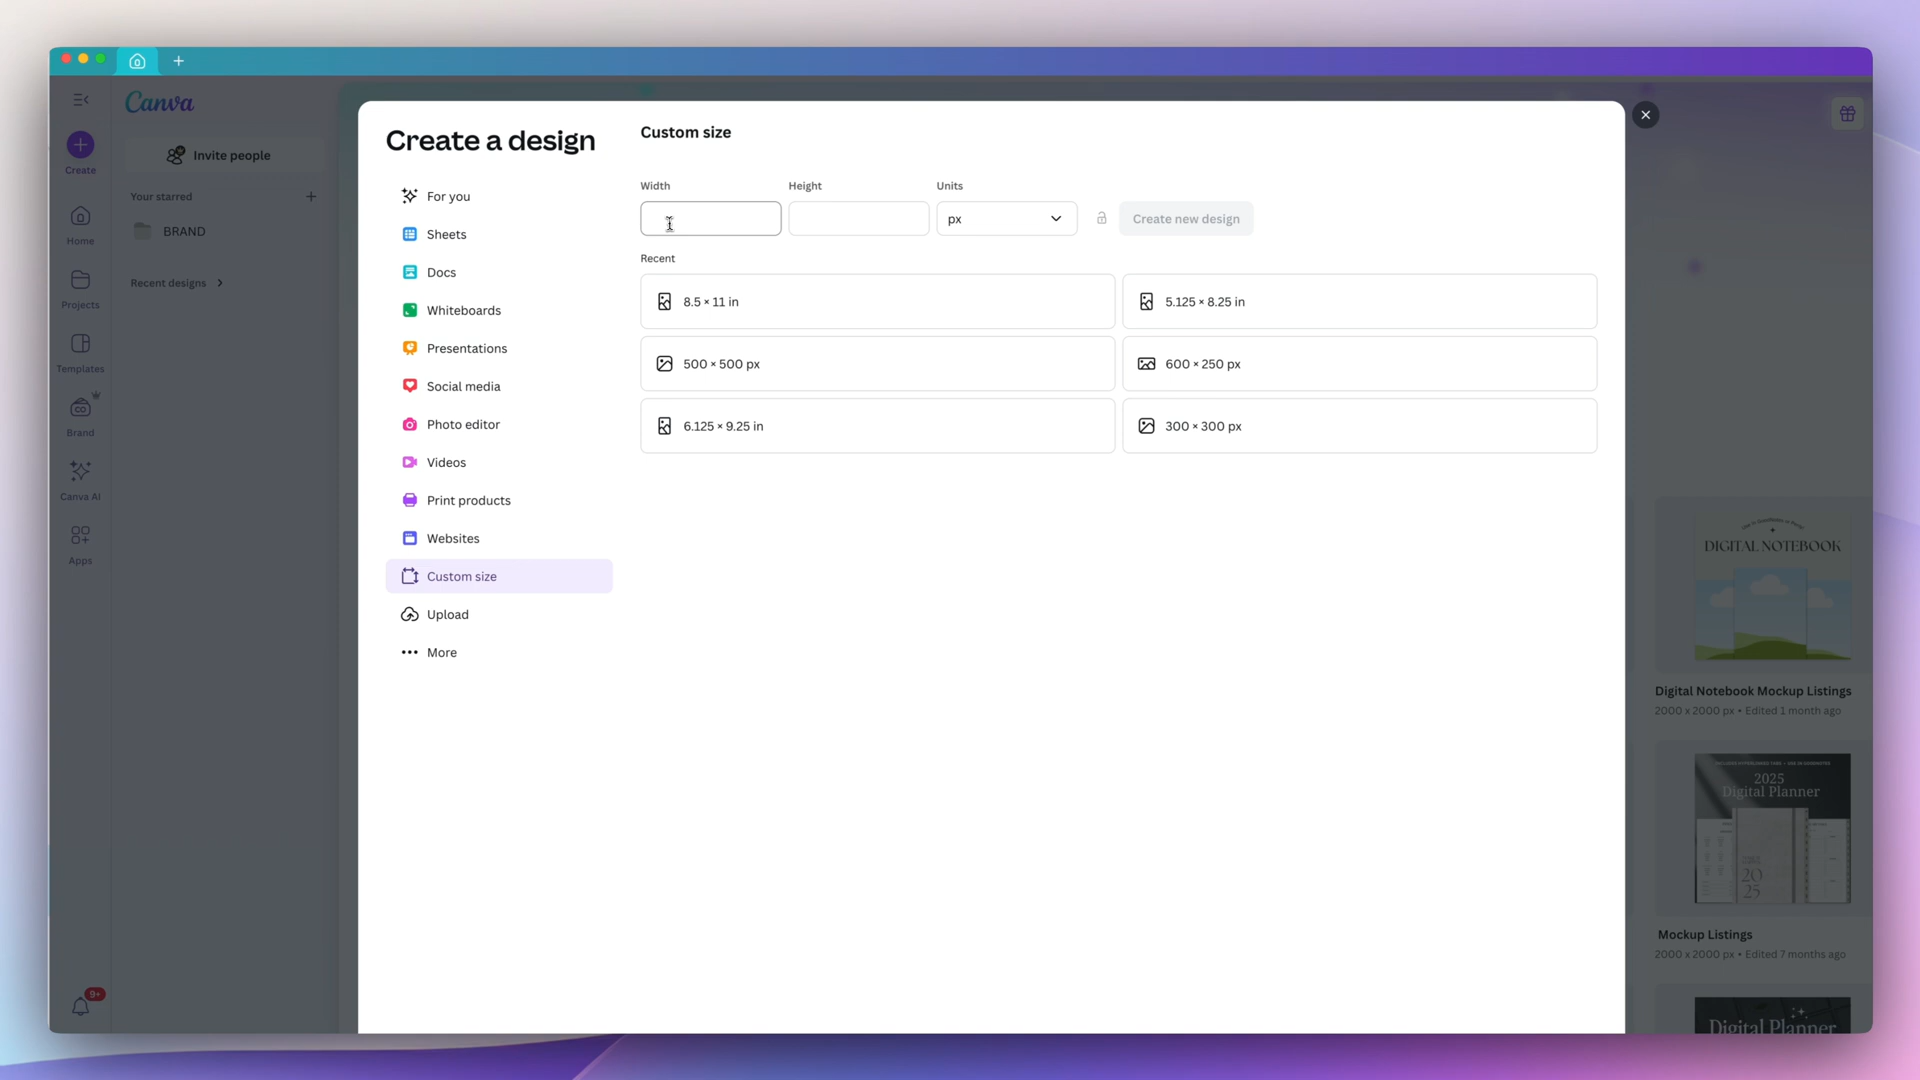 Canva
Create
Invite people
Your starred
BRAND
Home
Recent designs
Projects
Templates
Brand
Canva AI
Apps
9+
Create a design
For you
Sheets
Docs
Whiteboards
Presentations
Social media
Photo editor
Videos
Print products
Websites
Custom size
Upload
More
Custom size
Width Height Units
px Create new design
Recent
8.5 × 11 in 5.125 × 8.25 in
500 × 500 px 600 × 250 px
6.125 × 9.25 in 300 × 300 px
DIGITAL NOTEBOOK
Digital Notebook Mockup Listings
2000 x 2000 px • Edited 1 month ago
2025
Digital Planner
20
25
Mockup Listings
2000 x 2000 px • Edited 7 months ago
Digital Planner